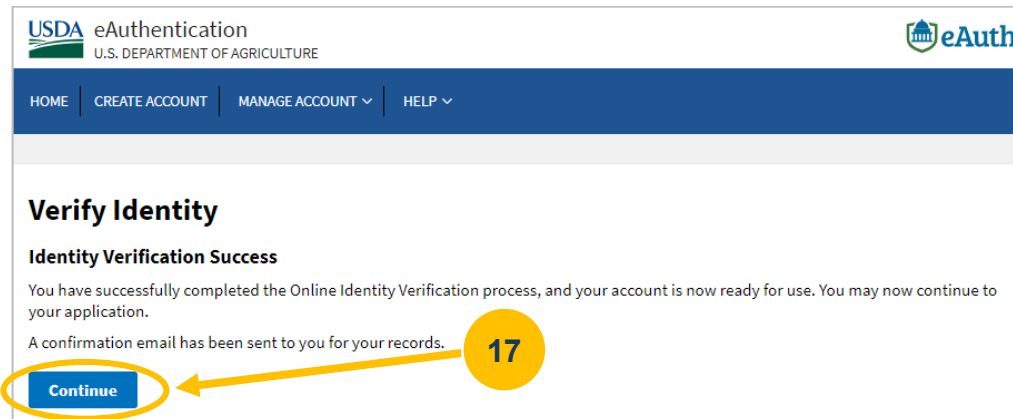 USDA eAuthentication
U.S. DEPARTMENT OF AGRICULTURE
eAuth
HOME CREATE ACCOUNT MANAGE ACCOUNT HELP
Verify Identity
Identity Verification Success
You have successfully completed the Online Identity Verification process, and your account is now ready for use. You may now continue to
your application.
A confirmation email has been sent to you for your records.
17
Continue